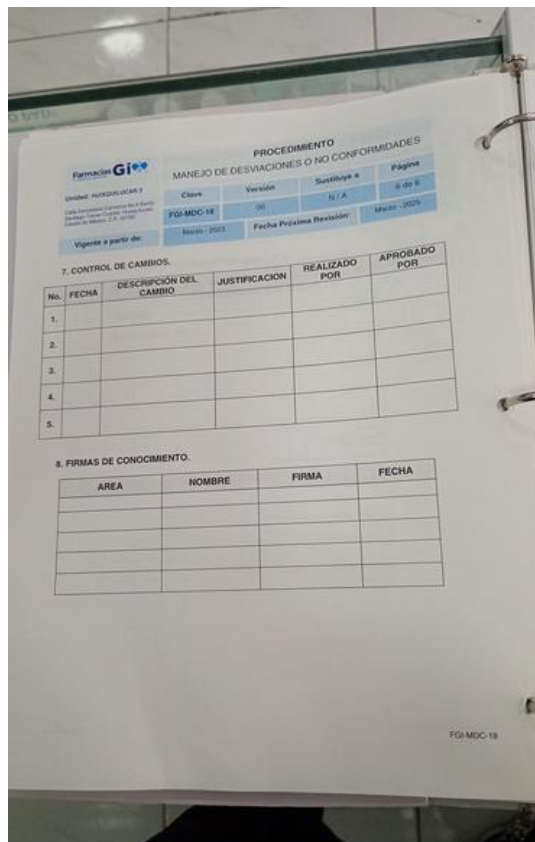 Farmacias Gi
PROCEDIMIENTO
MANEJO DE DESVIACIONES O NO CONFORMIDADES
Unidad: HUIXQUILUCAN II
Clave Versión Sustituye a Página
FGI-MDC-18 00 N / A 6 de 6
Vigente a partir de: Marzo - 2023 Fecha Próxima Revisión: Marzo - 2025
7. CONTROL DE CAMBIOS.
No. FECHA DESCRIPCIÓN DEL CAMBIO JUSTIFICACION REALIZADO POR APROBADO POR
1.
2.
3.
4.
5.
8. FIRMAS DE CONOCIMIENTO.
AREA NOMBRE FIRMA FECHA
FGI-MDC-18